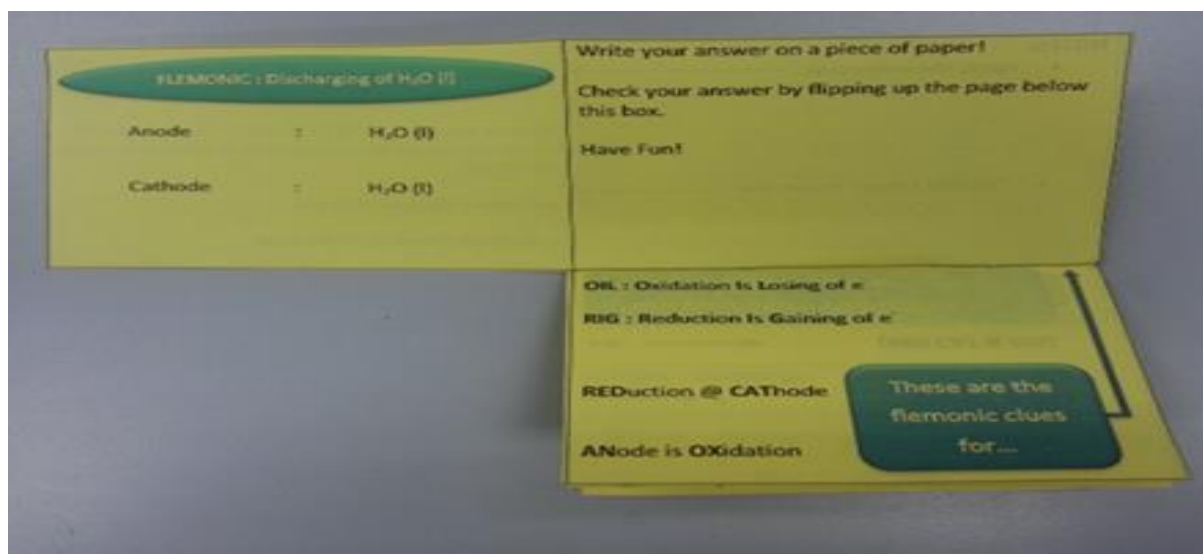 FLEMONIC : Discharging of H₂O (l)
Anode : H₂O (l)
Cathode : H₂O (l)
Write your answer on a piece of paper!
Check your answer by flipping up the page below
this box.
Have Fun!
OIL : Oxidation Is Losing of e⁻
RIG : Reduction Is Gaining of e⁻
REDuction @ CAThode
ANode is OXidation
These are the
flemonic clues
for...